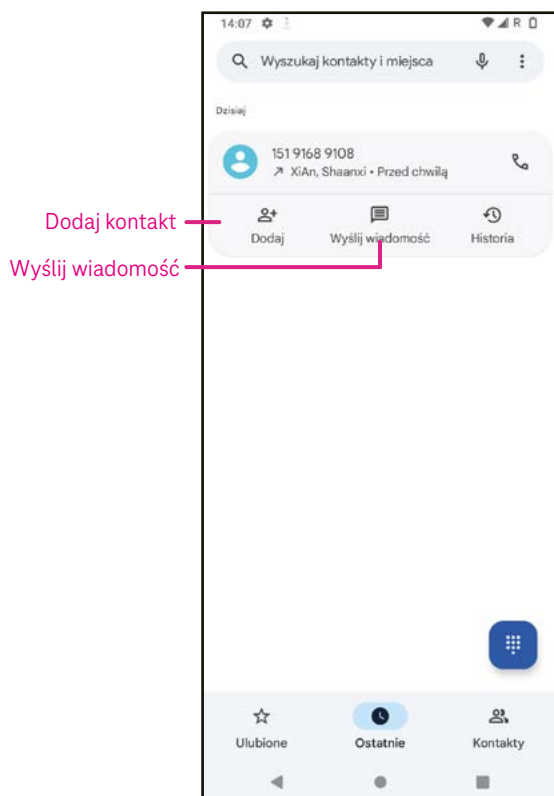 14:07
R
Wyszukaj kontakty i miejsca
Dzisiaj
151 9168 9108
XiAn, Shaanxi • Przed chwilą
Dodaj kontakt
Dodaj
Wyślij wiadomość
Historia
Wyślij wiadomość
Ulubione
Ostatnie
Kontakty